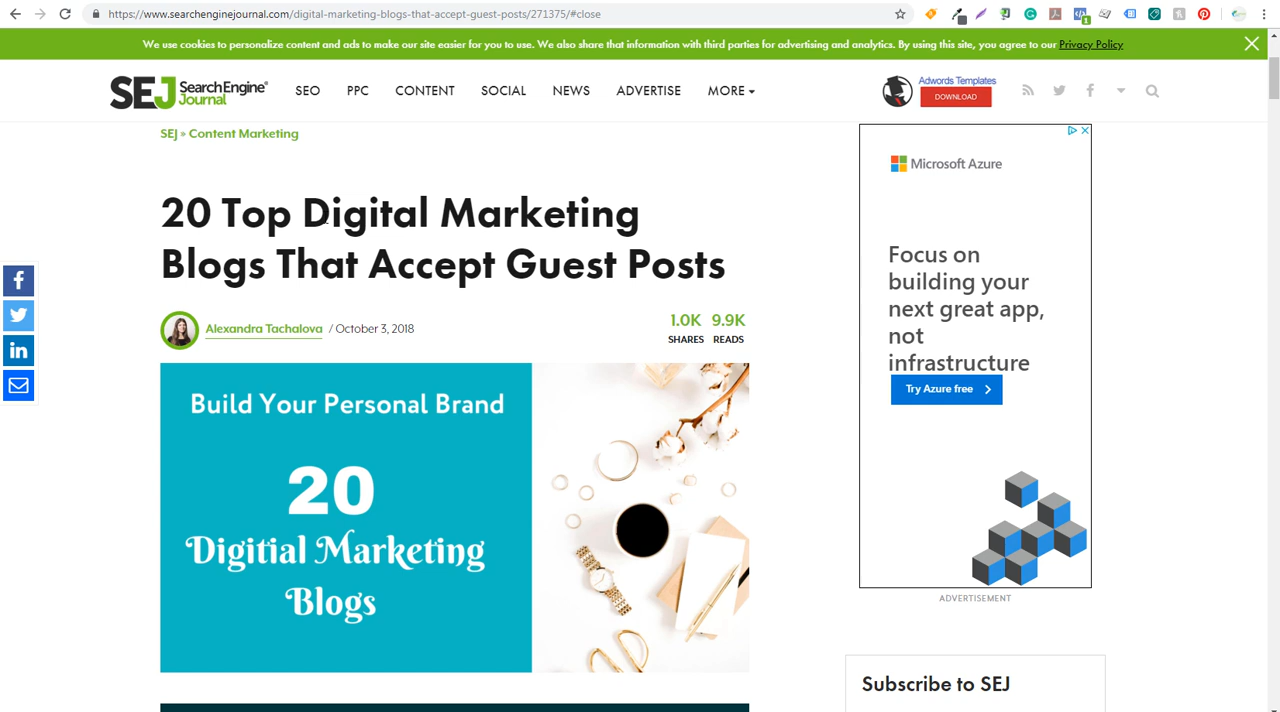 https://www.searchenginejournal.com/digital-marketing-blogs-that-accept-guest-posts/271375/#close
1
We use cookies to personalize content and ads to make our site easier for you to use. We also share that information with third parties for advertising and analytics. By using this site, you agree to our Privacy Policy
SEJ Search Engine Journal
SEO PPC CONTENT SOCIAL NEWS ADVERTISE MORE
Adwords Templates
DOWNLOAD
SEJ » Content Marketing
20 Top Digital Marketing
Blogs That Accept Guest Posts
Alexandra Tachalova / October 3, 2018
1.0K 9.9K
SHARES READS
Build Your Personal Brand
20
Digitial Marketing
Blogs
Microsoft Azure
Focus on
building your
next great app,
not
infrastructure
Try Azure free
ADVERTISEMENT
Subscribe to SEJ